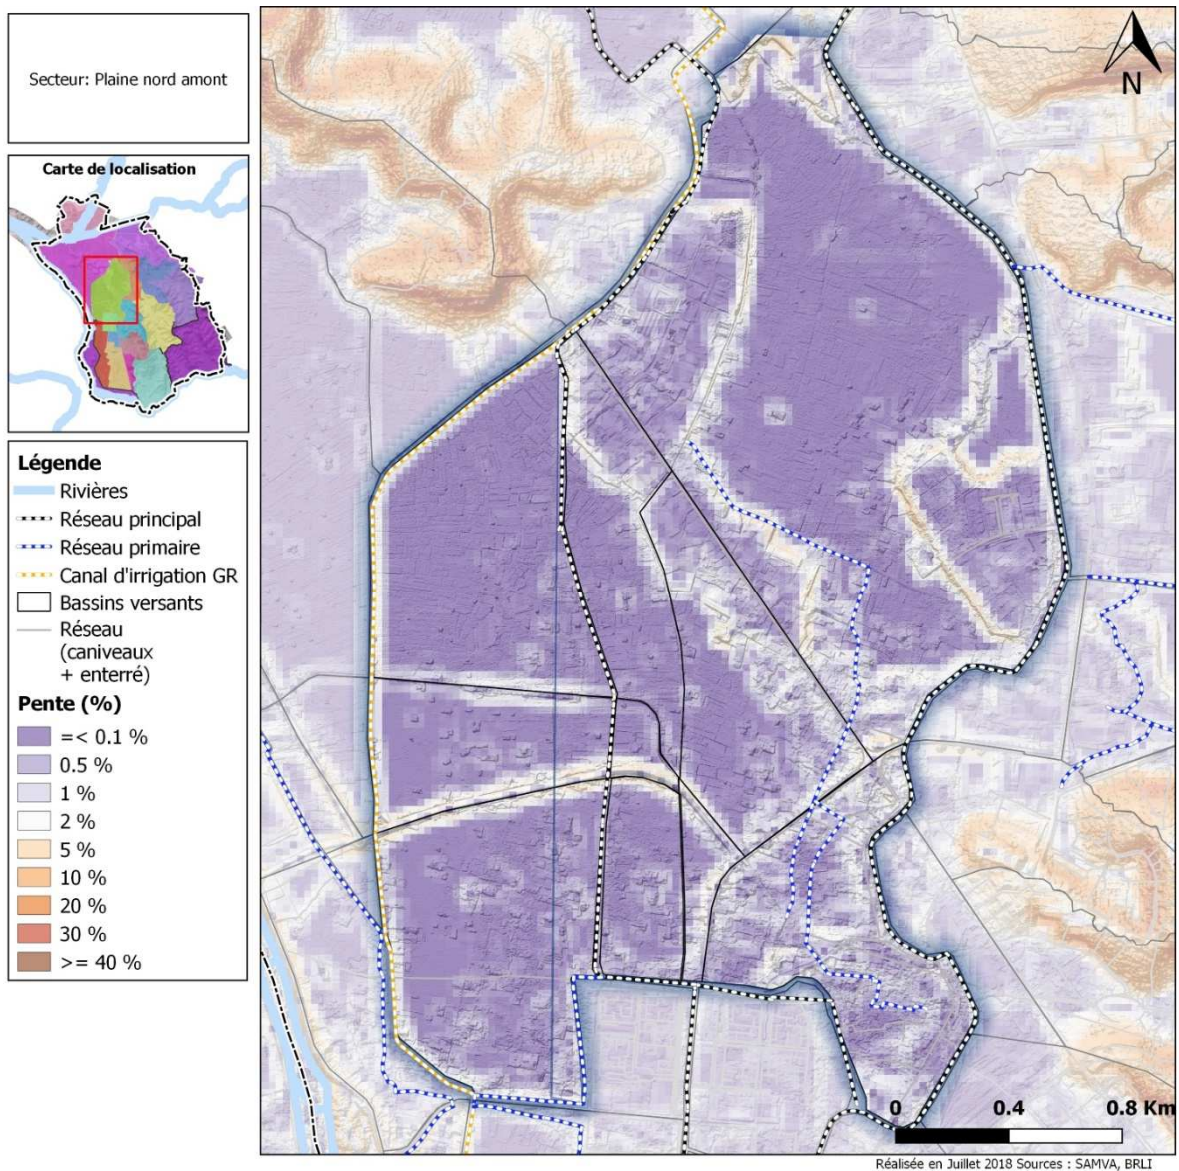 Secteur: Plaine nord amont
Carte de localisation
Légende
Rivières
Réseau principal
Réseau primaire
Canal d'irrigation GR
Bassins versants
Réseau
(caniveaux
+ enterré)
Pente (%)
=< 0.1 %
0.5 %
1 %
2 %
5 %
10 %
20 %
30 %
>= 40 %
N
0 0.4 0.8 Km
Réalisée en Juillet 2018 Sources : SAMVA, BRLI